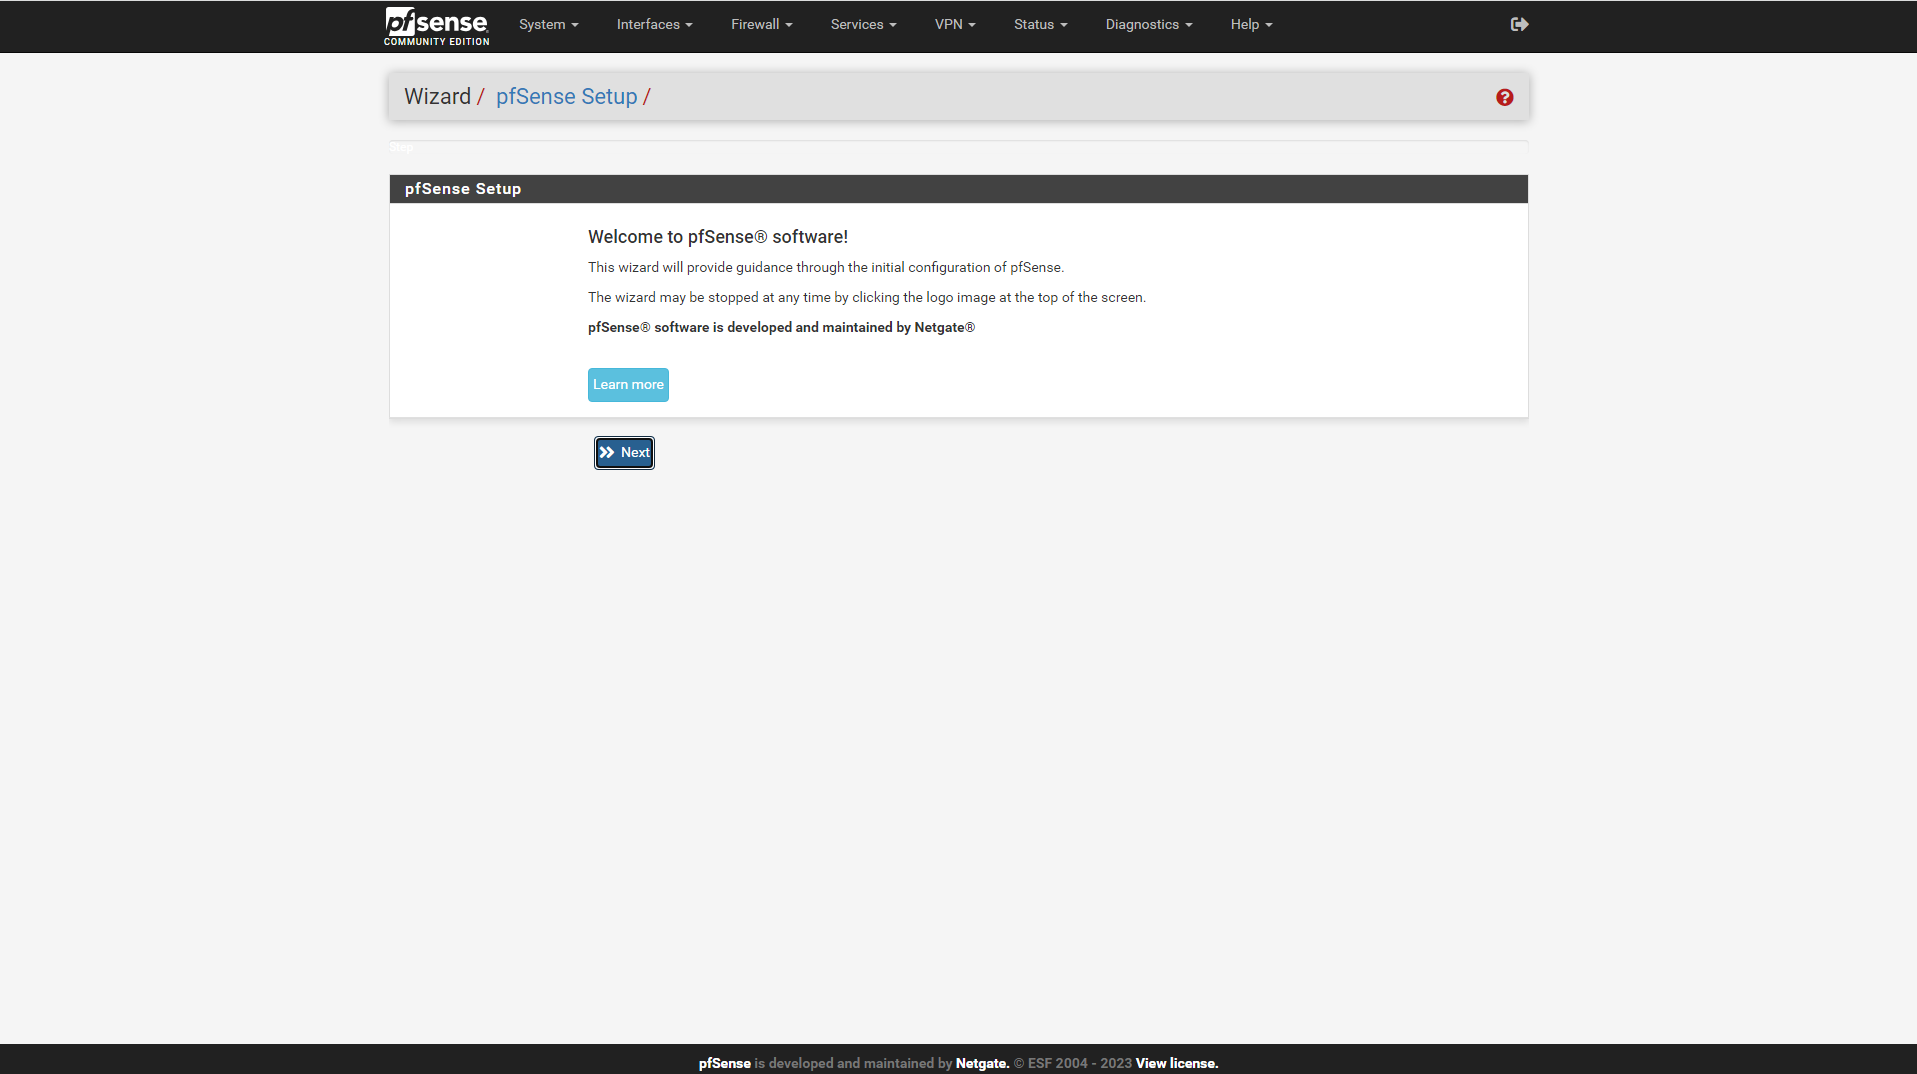 pfsense
COMMUNITY EDITION
System Interfaces Firewall Services VPN Status Diagnostics Help
Wizard / pfSense Setup /
Step
pfSense Setup
Welcome to pfSense® software!
This wizard will provide guidance through the initial configuration of pfSense.
The wizard may be stopped at any time by clicking the logo image at the top of the screen.
pfSense® software is developed and maintained by Netgate®
Learn more
Next
pfSense is developed and maintained by Netgate. © ESF 2004 - 2023 View license.